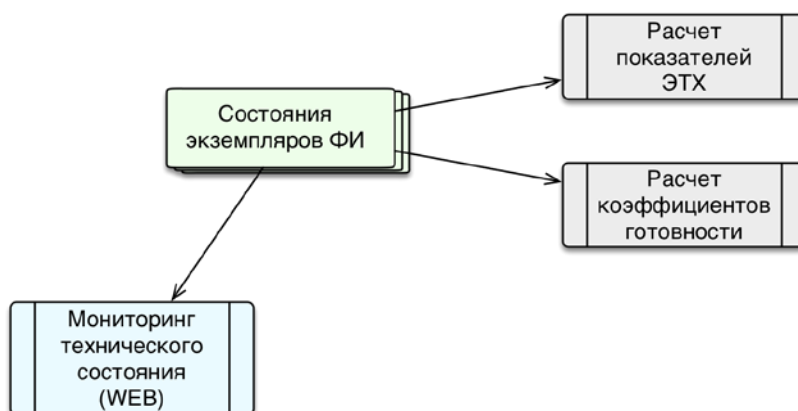 Расчет
показателей
ЭТХ
Состояния
экземпляров ФИ
Расчет
коэффициентов
готовности
Мониторинг
технического
состояния
(WEB)